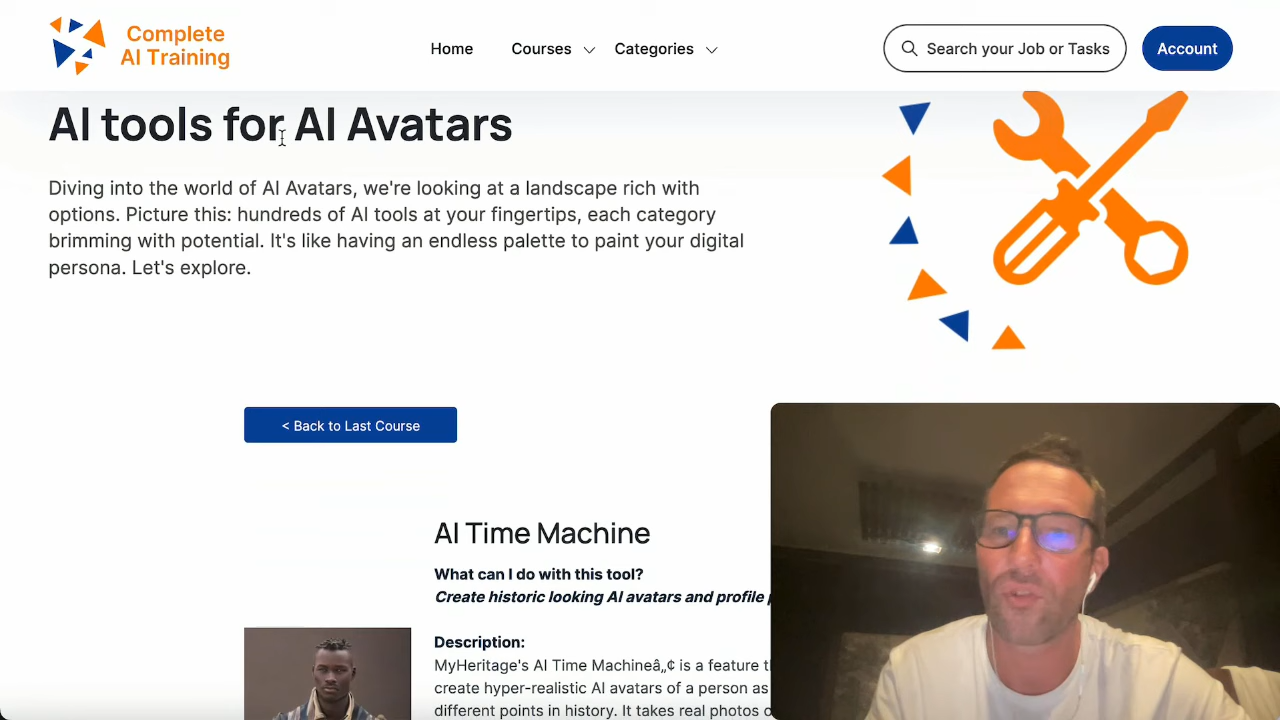 Complete
AI Training
Home
Courses
Categories
Search your Job or Tasks
Account
AI tools for AI Avatars
Diving into the world of AI Avatars, we're looking at a landscape rich with
options. Picture this: hundreds of AI tools at your fingertips, each category
brimming with potential. It's like having an endless palette to paint your digital
persona. Let's explore.
< Back to Last Course
AI Time Machine
What can I do with this tool?
Create historic looking AI avatars and profile
Description:
MyHeritage's AI Time Machineâ„¢ is a feature
create hyper-realistic AI avatars of a person as
different points in history. It takes real photos